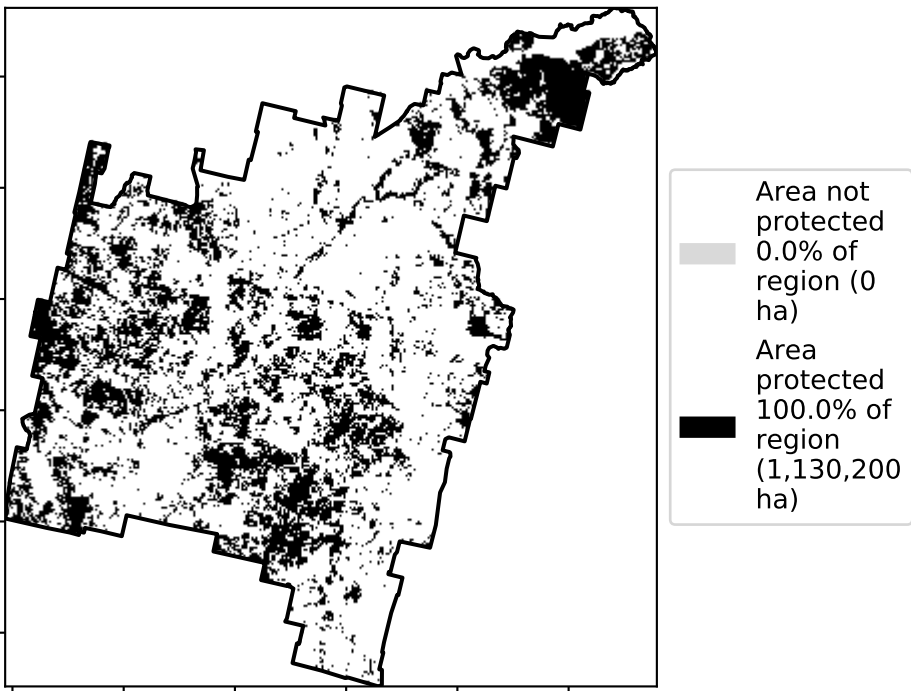 Area not
protected
0.0% of
region (0
ha)
Area
protected
100.0% of
region
(1,130,200
ha)